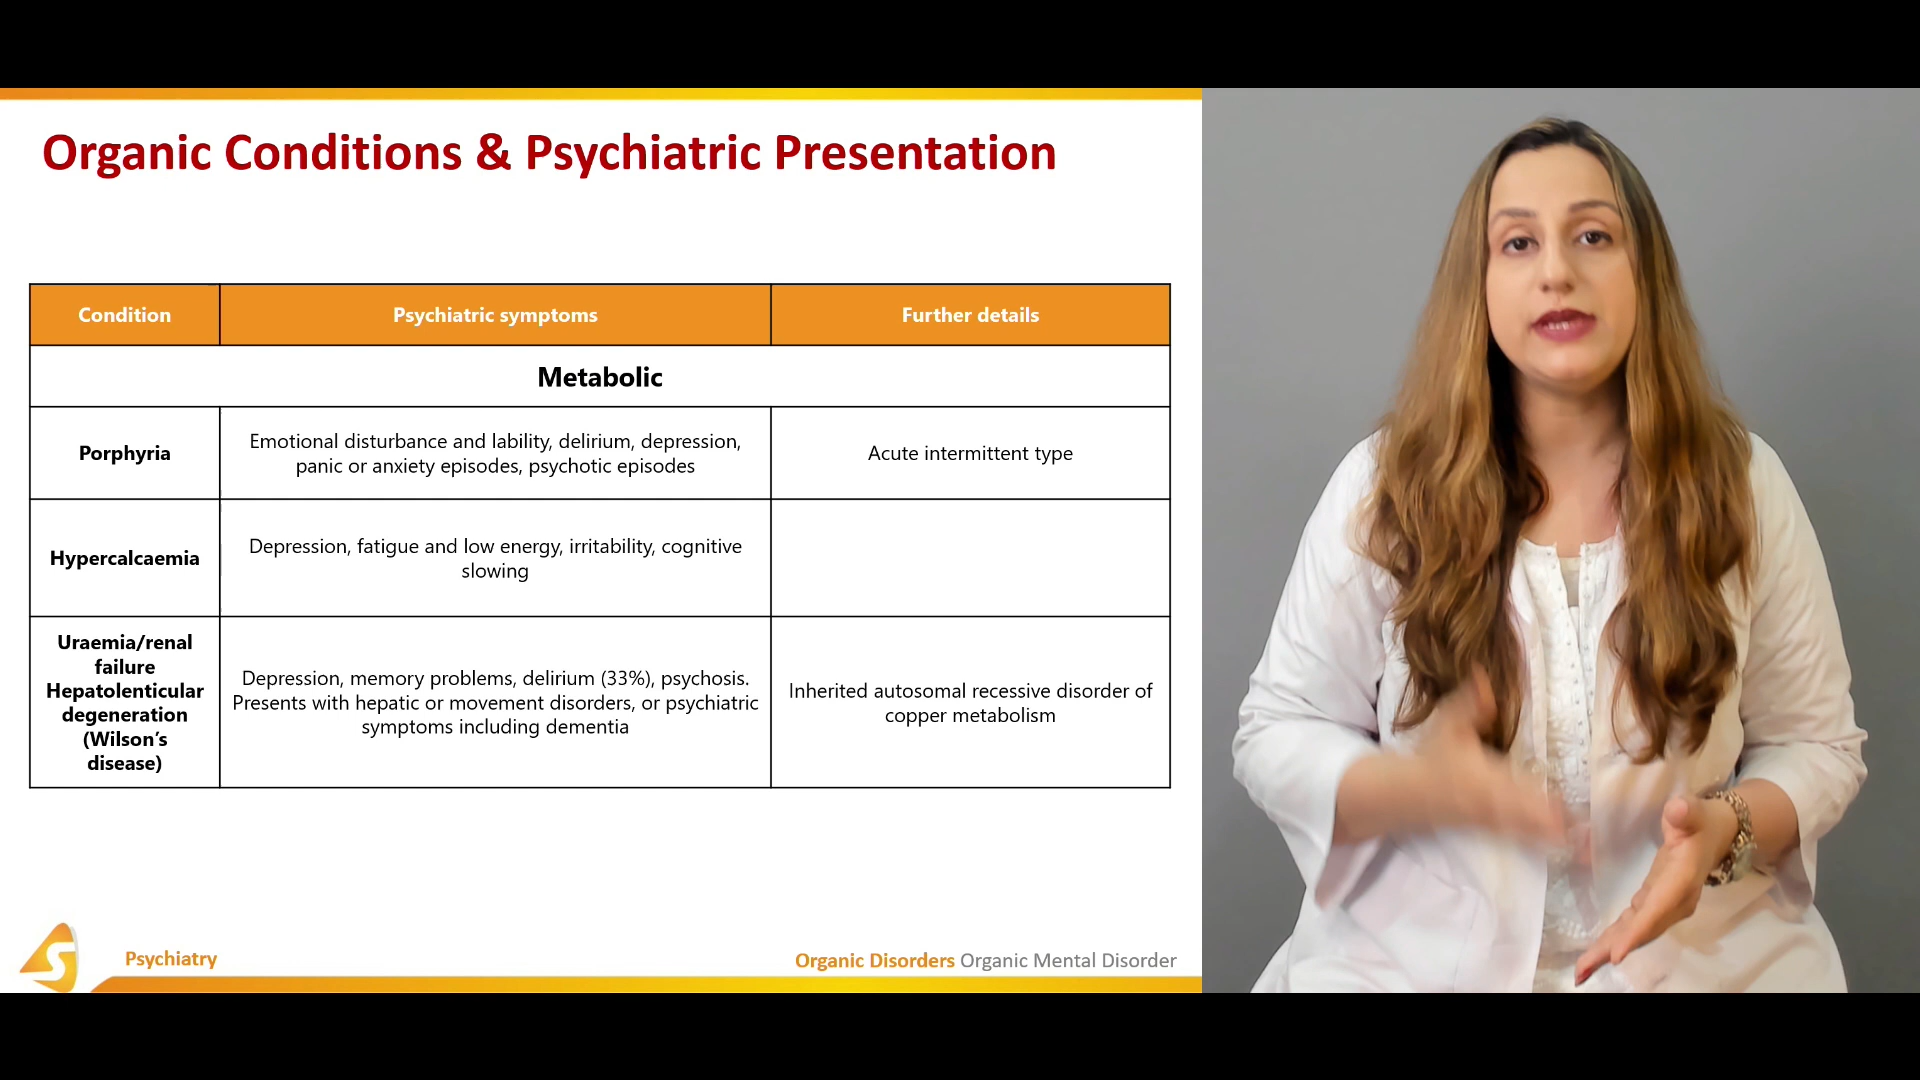 Organic Conditions & Psychiatric Presentation
Condition
Psychiatric symptoms
Further details
Metabolic
Porphyria
Emotional disturbance and lability, delirium, depression,
panic or anxiety episodes, psychotic episodes
Acute intermittent type
Hypercalcaemia
Depression, fatigue and low energy, irritability, cognitive
slowing
Uraemia/renal
failure
Hepatolenticular
degeneration
(Wilson’s
disease)
Depression, memory problems, delirium (33%), psychosis.
Presents with hepatic or movement disorders, or psychiatric
symptoms including dementia
Inherited autosomal recessive disorder of
copper metabolism
S
Psychiatry
Organic Disorders Organic Mental Disorder